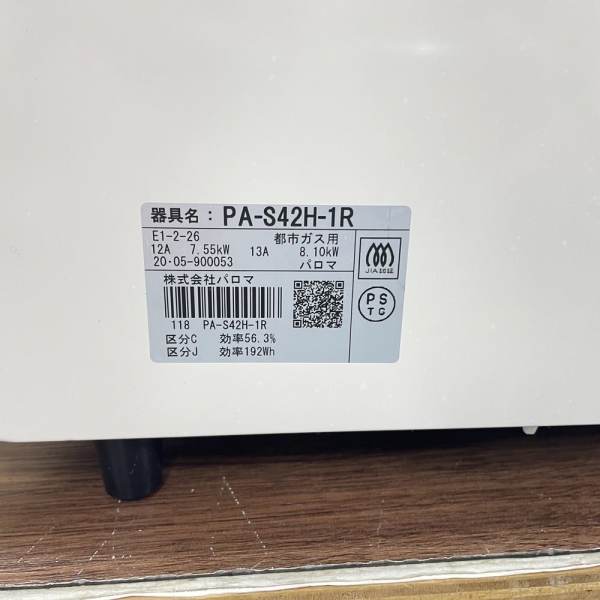 器具名: PA-S42H-1R
E1-2-26 都市ガス用
12A 7.55kW 13A 8.10kW
20・05-900053 パロマ
JIA認証
株式会社パロマ
PS
TG
118 PA-S42H-1R
区分C 効率56.3%
区分J 効率192Wh